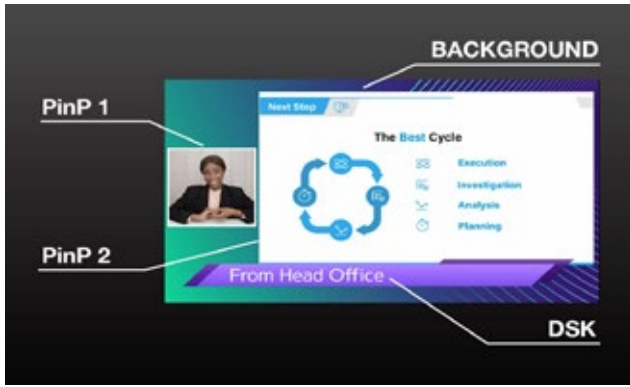 BACKGROUND
PinP 1
Next Step
The Best Cycle
Execution
Investigation
Analysis
Planning
PinP 2
From Head Office
DSK